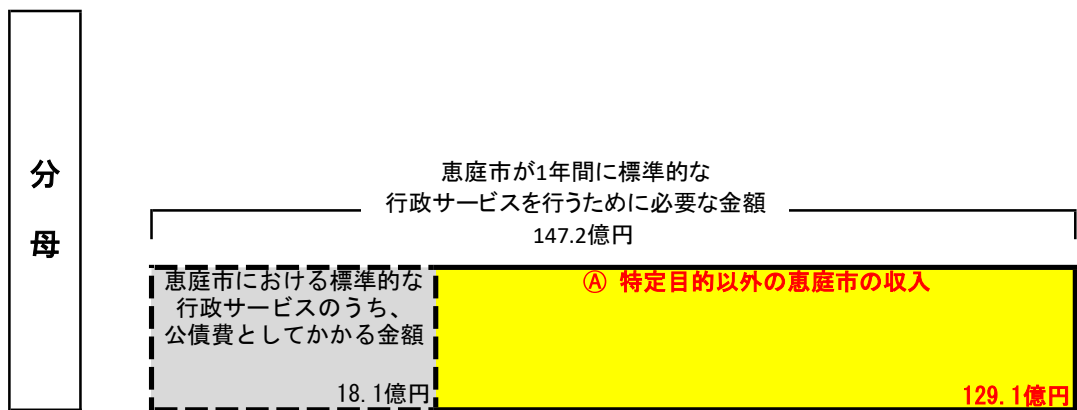 分
母
恵庭市が1年間に標準的な
行政サービスを行うために必要な金額
147.2億円
恵庭市における標準的な
行政サービスのうち、
公債費としてかかる金額
18.1億円
Ⓐ 特定目的以外の恵庭市の収入
129.1億円